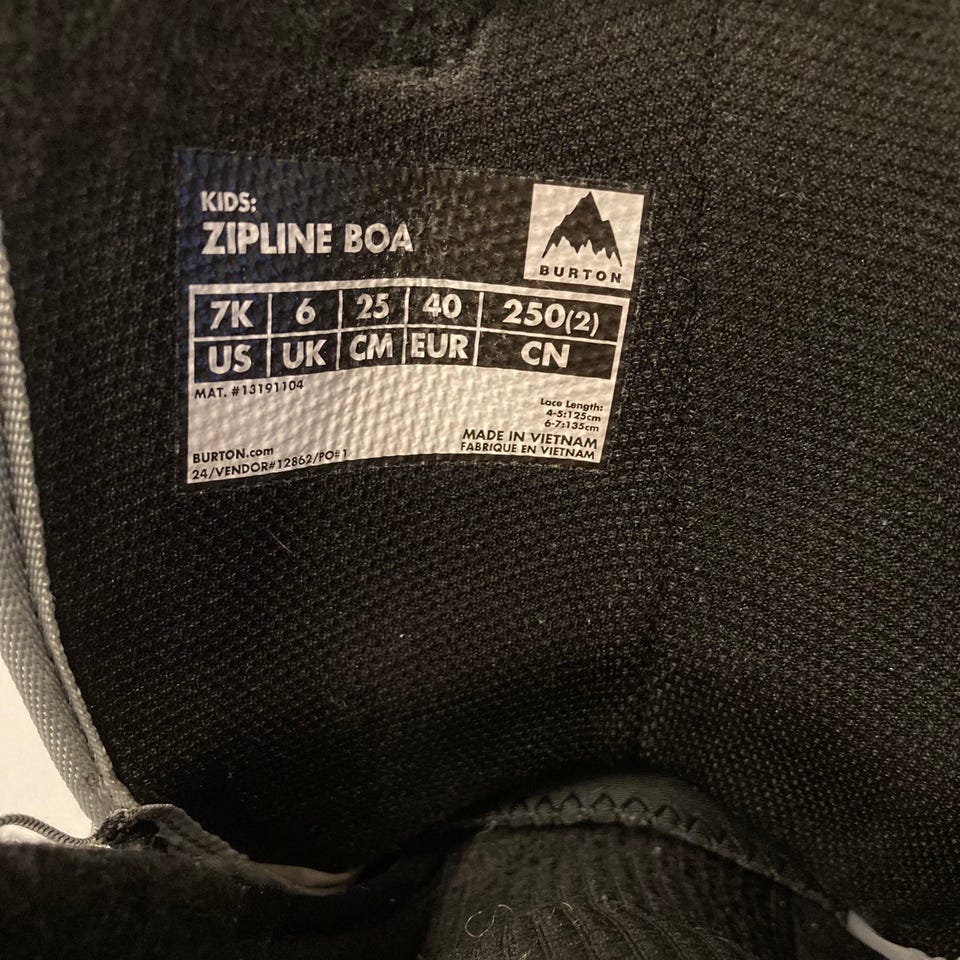 KIDS:
ZIPLINE BOA
BURTON
7K 6 25 40 250(2)
US UK CM EUR CN
MAT. #13191104
Lace Length:
4-5:125cm
6-7:135cm
MADE IN VIETNAM
FABRIQUE EN VIETNAM
BURTON.com
24/VENDOR#12862/PO#1